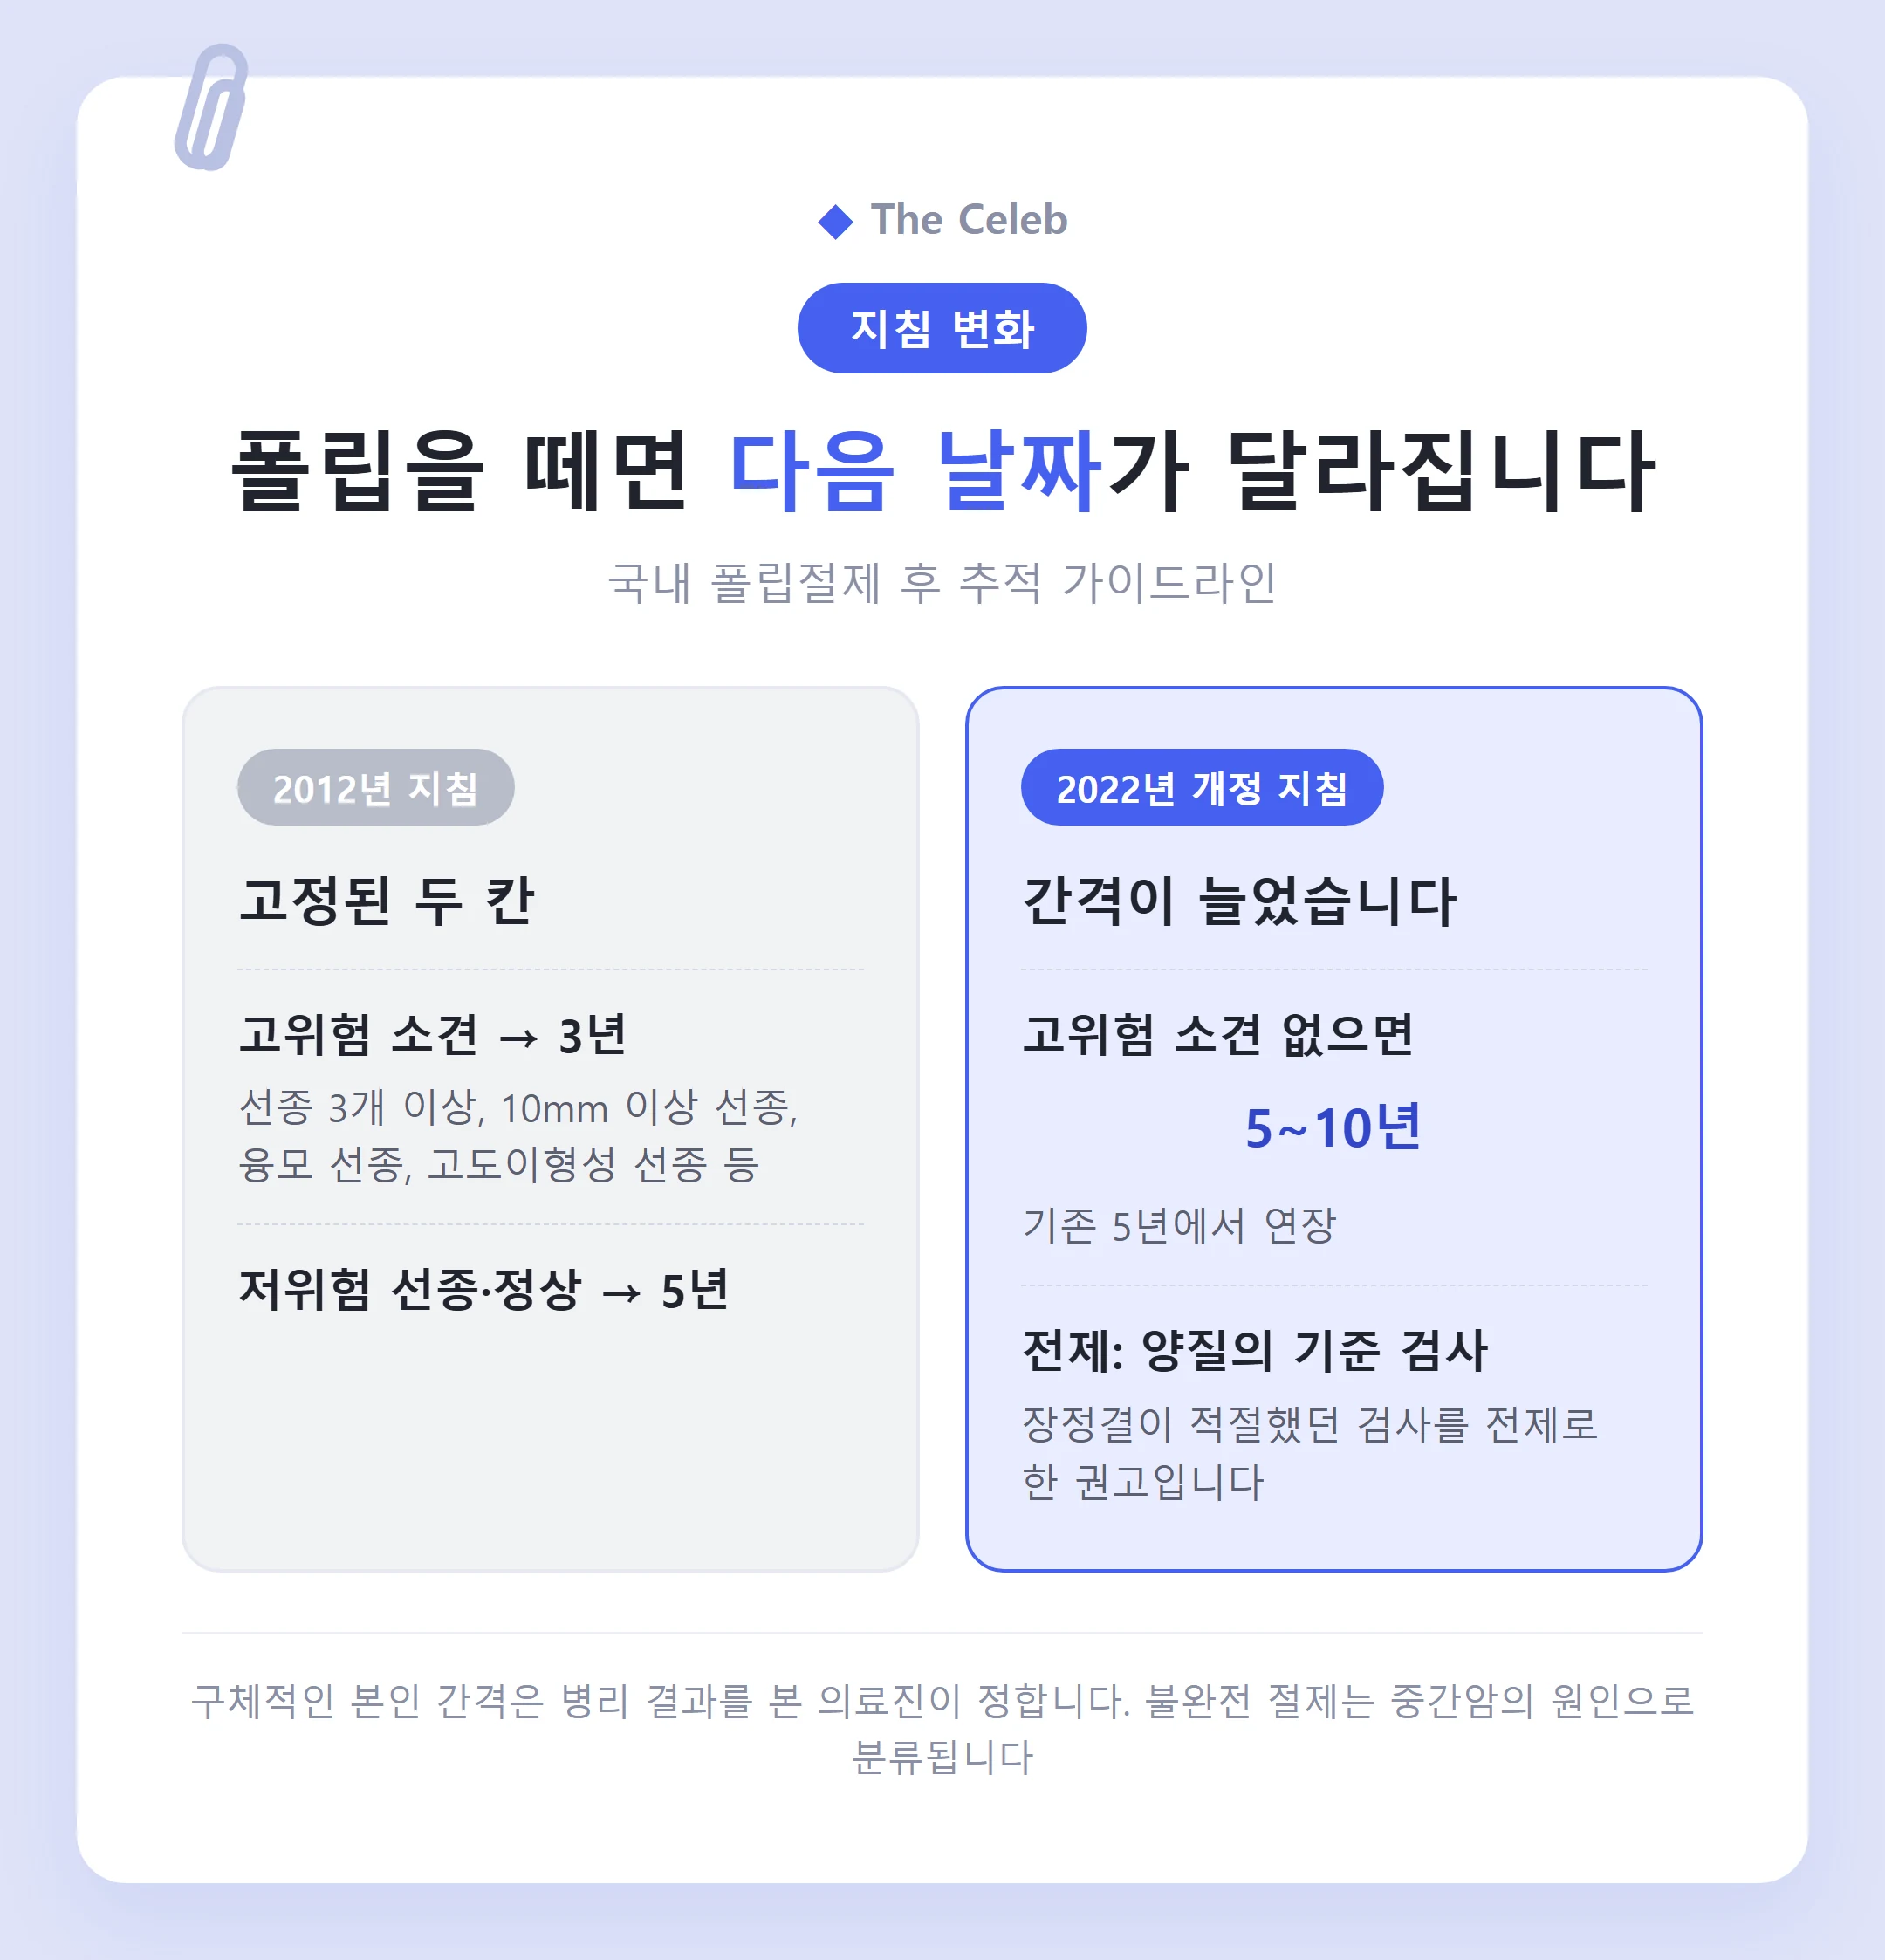 The Celeb
지침 변화
폴립을 떼면 다음 날짜가 달라집니다
국내 폴립절제 후 추적 가이드라인
2012년 지침
고정된 두 칸
고위험 소견 → 3년
선종 3개 이상, 10mm 이상 선종,
융모 선종, 고도이형성 선종 등
저위험 선종·정상 → 5년
2022년 개정 지침
간격이 늘었습니다
고위험 소견 없으면
5~10년
기존 5년에서 연장
전제: 양질의 기준 검사
장정결이 적절했던 검사를 전제로
한 권고입니다
구체적인 본인 간격은 병리 결과를 본 의료진이 정합니다. 불완전 절제는 중간암의 원인으로
분류됩니다